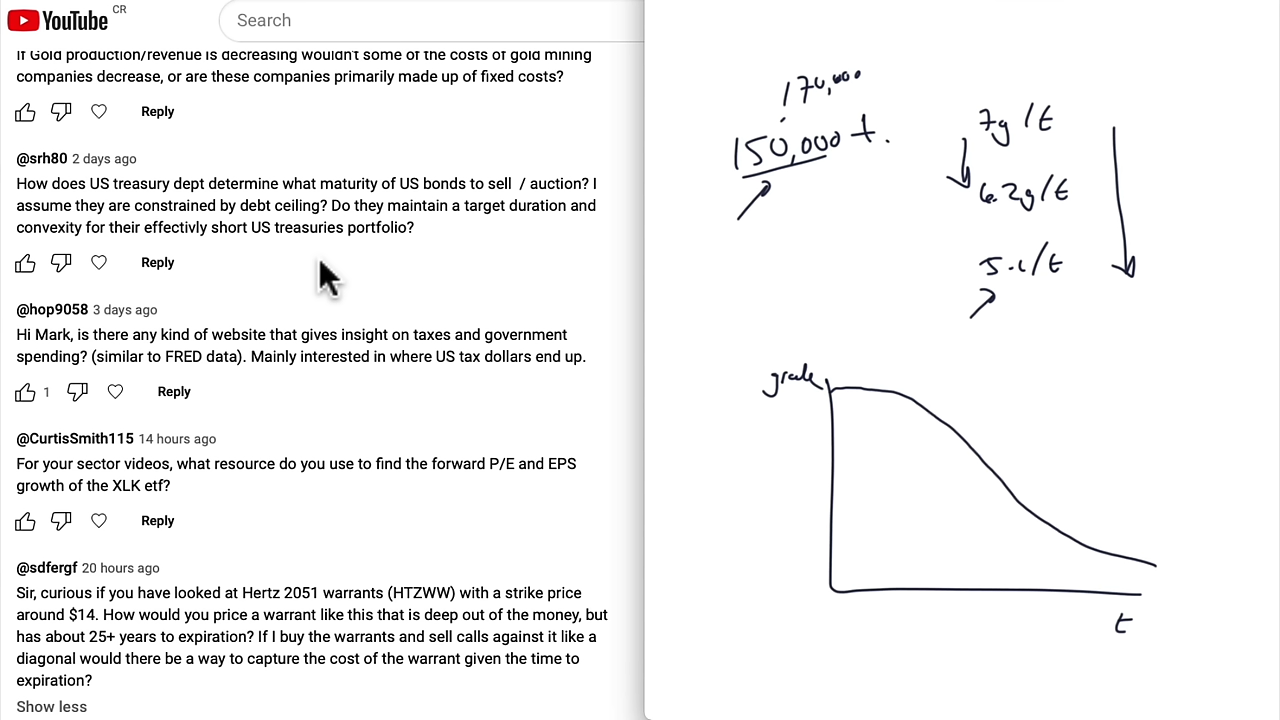 YouTube CR
Search
If Gold production/revenue is decreasing wouldn't some of the costs of gold mining
companies decrease, or are these companies primarily made up of fixed costs?
Reply
@srh80 2 days ago
How does US treasury dept determine what maturity of US bonds to sell / auction? I
assume they are constrained by debt ceiling? Do they maintain a target duration and
convexity for their effectivly short US treasuries portfolio?
Reply
@hop9058 3 days ago
Hi Mark, is there any kind of website that gives insight on taxes and government
spending? (similar to FRED data). Mainly interested in where US tax dollars end up.
1 Reply
@CurtisSmith115 14 hours ago
For your sector videos, what resource do you use to find the forward P/E and EPS
growth of the XLK etf?
Reply
@sdfergf 20 hours ago
Sir, curious if you have looked at Hertz 2051 warrants (HTZWW) with a strike price
around $14. How would you price a warrant like this that is deep out of the money, but
has about 25+ years to expiration? If I buy the warrants and sell calls against it like a
diagonal would there be a way to capture the cost of the warrant given the time to
expiration?
Show less
170,000
150,000 t.
7g/t
6.2g/t
grade
t